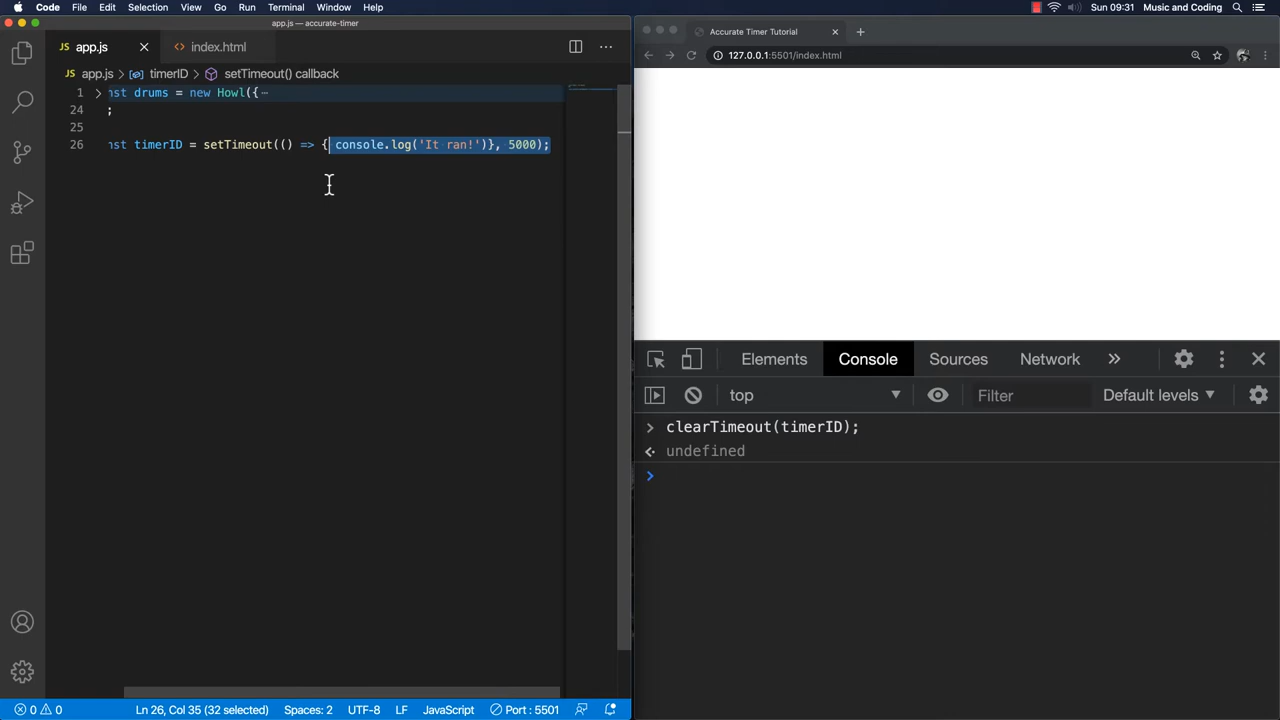 Code File Edit Selection View Go Run Terminal Window Help Sun 09:31 Music and Coding
app.js — accurate-timer
JS app.js index.html
JS app.js > timerID > setTimeout() callback
1 nst drums = new Howl({
24 ;
25
26 nst timerID = setTimeout(() => { console.log('It ran!')}, 5000);
0 0 Ln 26, Col 35 (32 selected) Spaces: 2 UTF-8 LF JavaScript Port : 5501
Accurate Timer Tutorial
127.0.0.1:5501/index.html
Elements Console Sources Network
top Filter Default levels
clearTimeout(timerID);
undefined